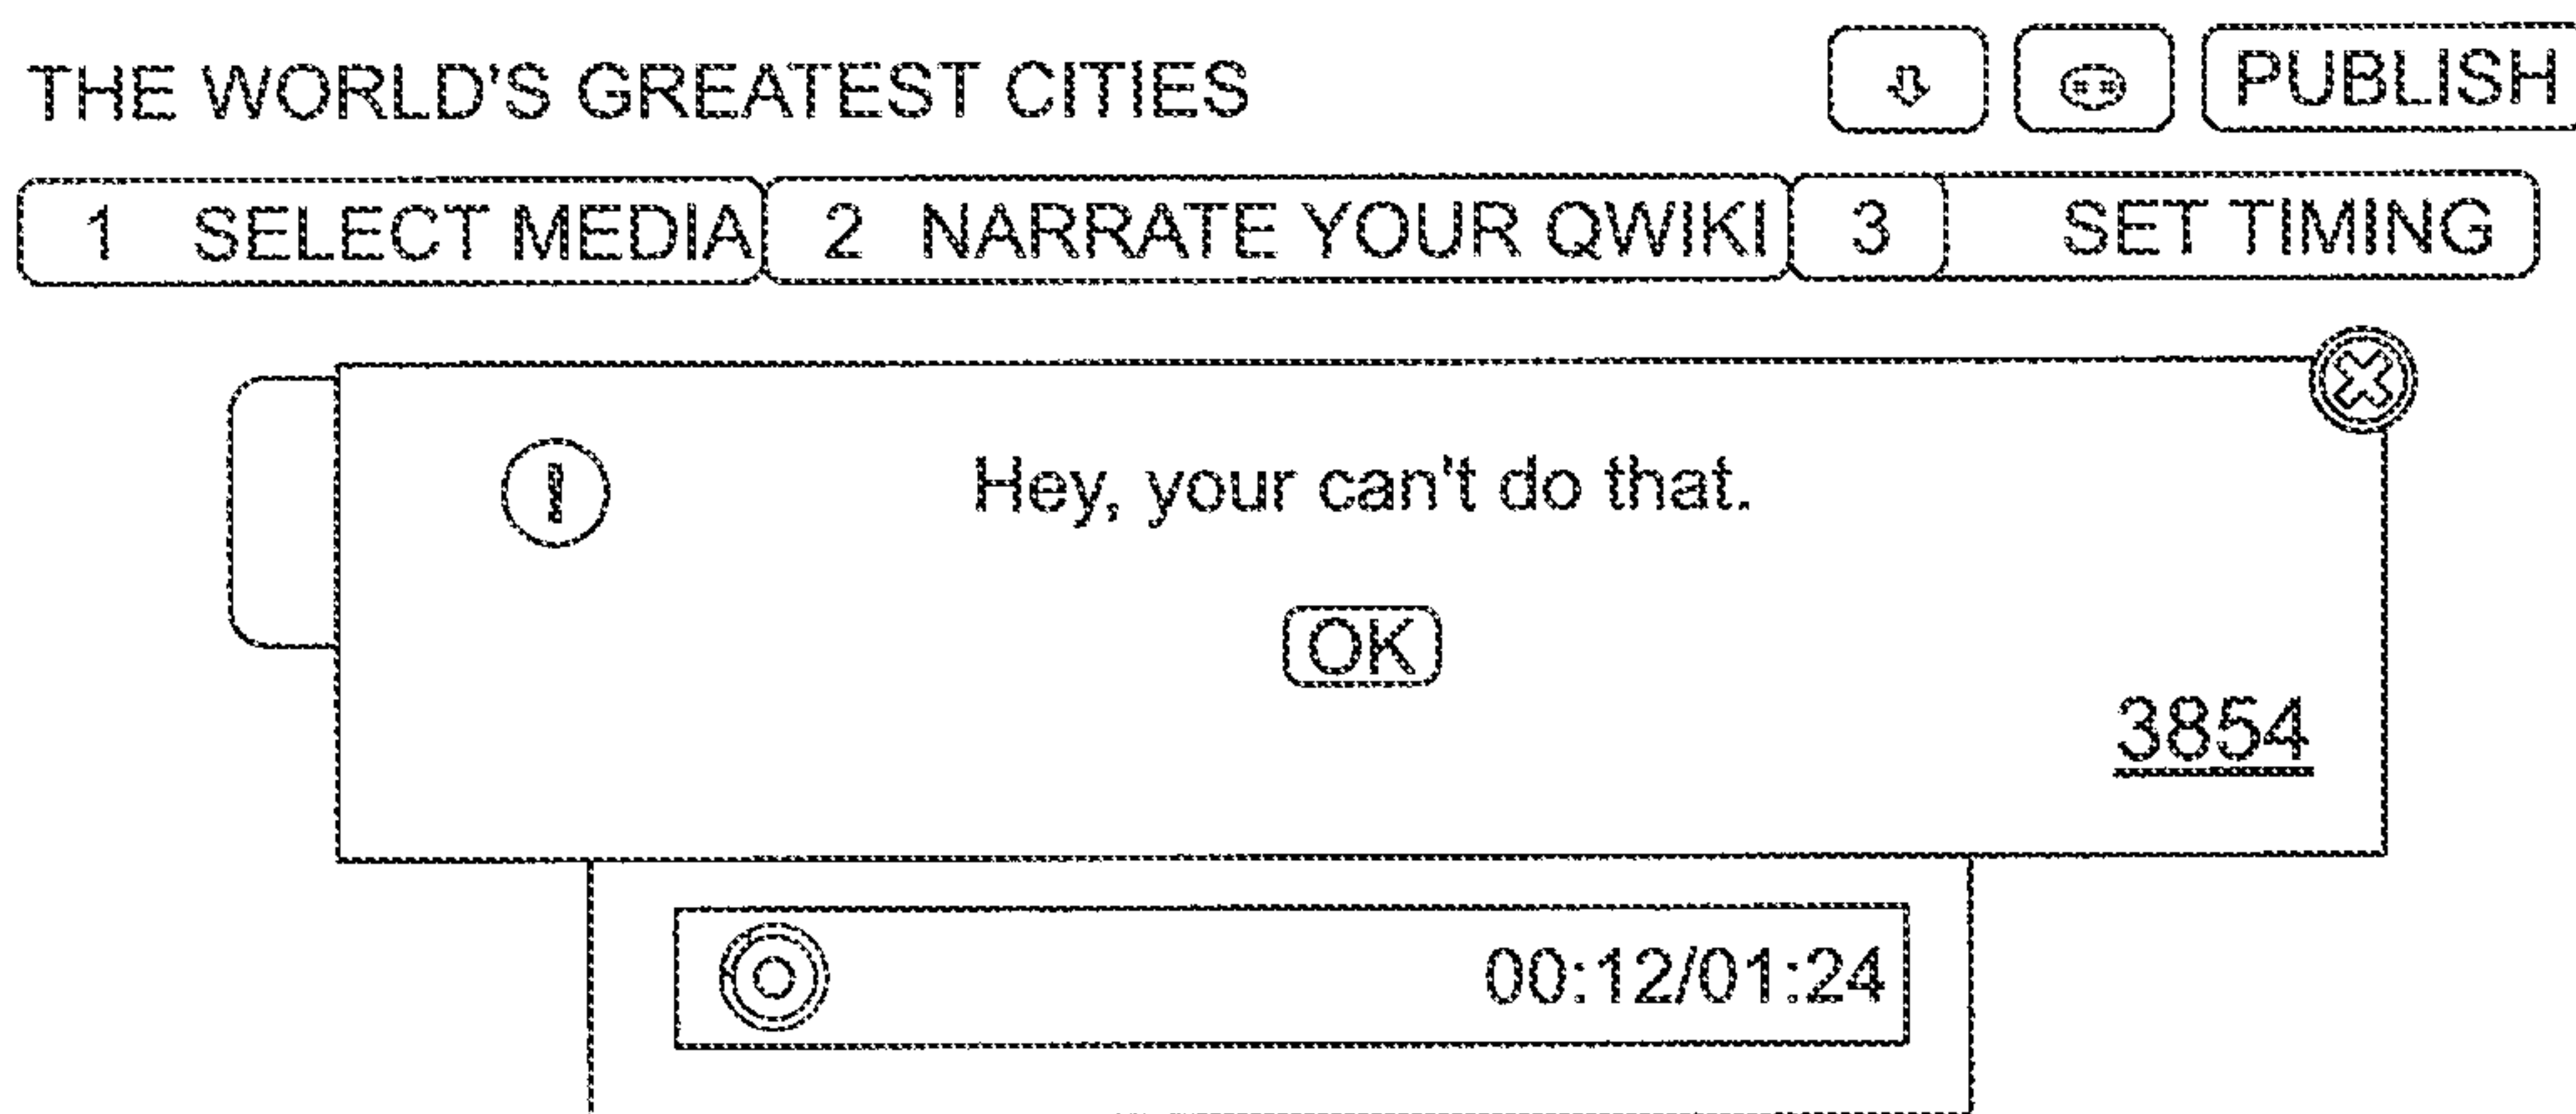 THE WORLD'S GREATEST CITIES PUBLISH
1 SELECT MEDIA 2 NARRATE YOUR QWIKI 3 SET TIMING
! Hey, your can't do that.
OK
3854
00:12/01:24